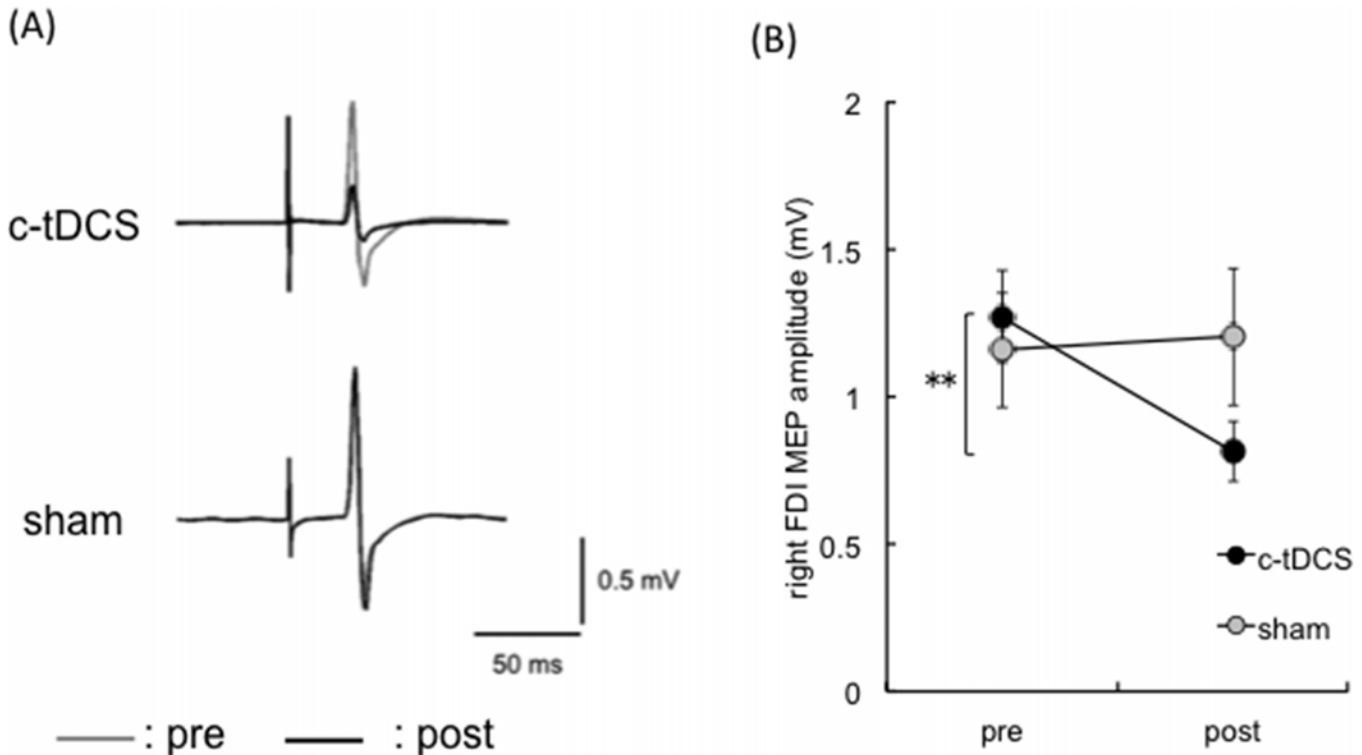 (A)
c-tDCS
sham
0.5 mV
50 ms
: pre : post
(B)
right FDI MEP amplitude (mV)
2
1.5
1
0.5
0
**
c-tDCS
sham
pre post